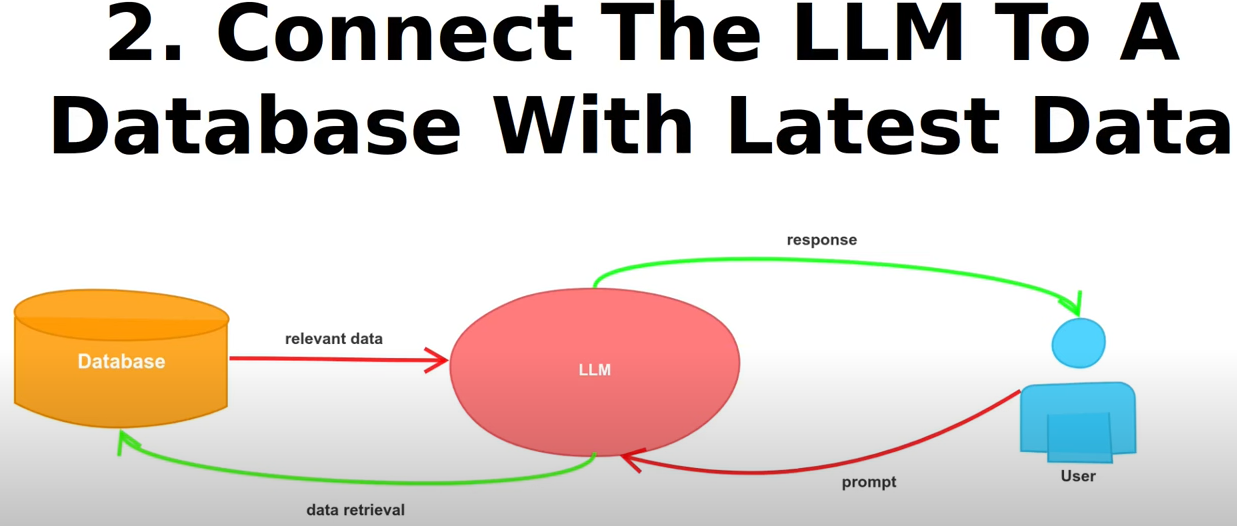 2. Connect The LLM To A
Database With Latest Data
response
relevant data
Database
LLM
prompt
User
data retrieval